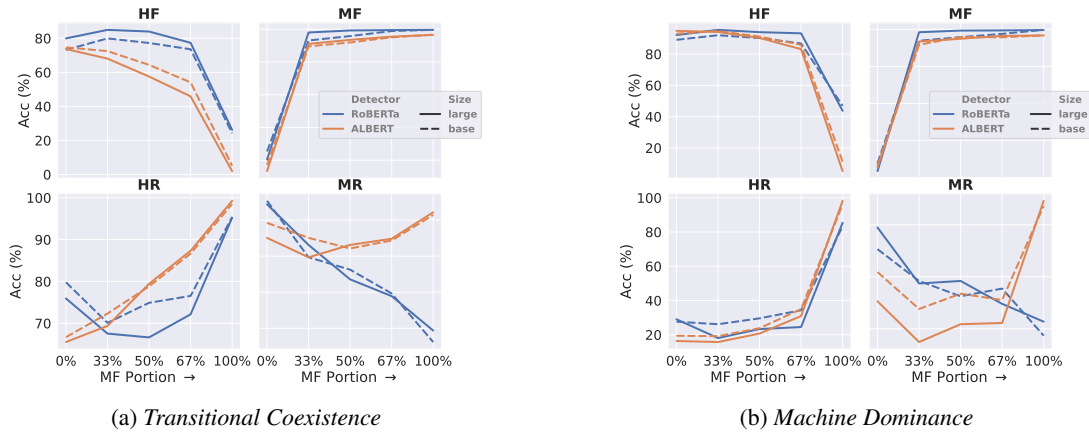 HF
MF
Acc (%)
80
60
40
20
0
Detector
Size
RoBERTa
large
ALBERT
base
HR
MR
Acc (%)
100
90
80
70
0%
33%
50%
67%
100%
0%
33%
50%
67%
100%
MF Portion →
MF Portion →
(a) Transitional Coexistence
HF
MF
Acc (%)
80
60
40
20
Detector
Size
RoBERTa
large
ALBERT
base
HR
MR
Acc (%)
100
80
60
40
20
0%
33%
50%
67%
100%
0%
33%
50%
67%
100%
MF Portion →
MF Portion →
(b) Machine Dominance